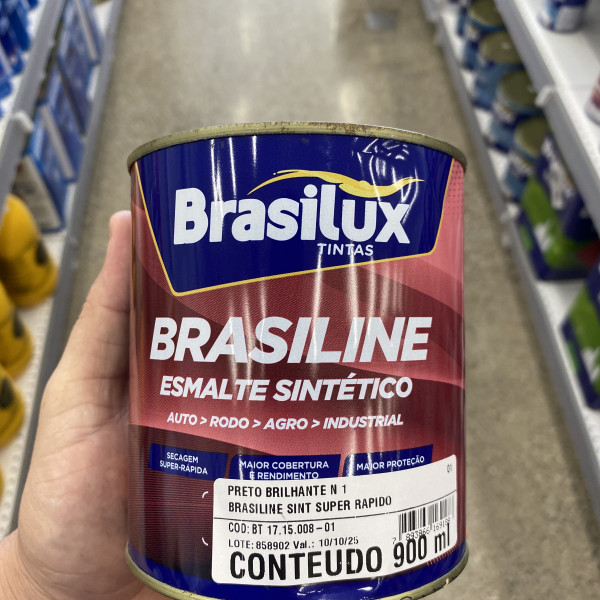 Brasilux
TINTAS
BRASILINE
ESMALTE SINTÉTICO
AUTO > RODO > AGRO > INDUSTRIAL
SECAGEM
SUPER-RÁPIDA
MAIOR COBERTURA
E RENDIMENTO
MAIOR PROTEÇÃO
01
PRETO BRILHANTE N 1
BRASILINE SINT SUPER RAPIDO
COD: BT 17.15.008-01
LOTE: 858902 Val.: 10/10/25
CONTEUDO 900 ml